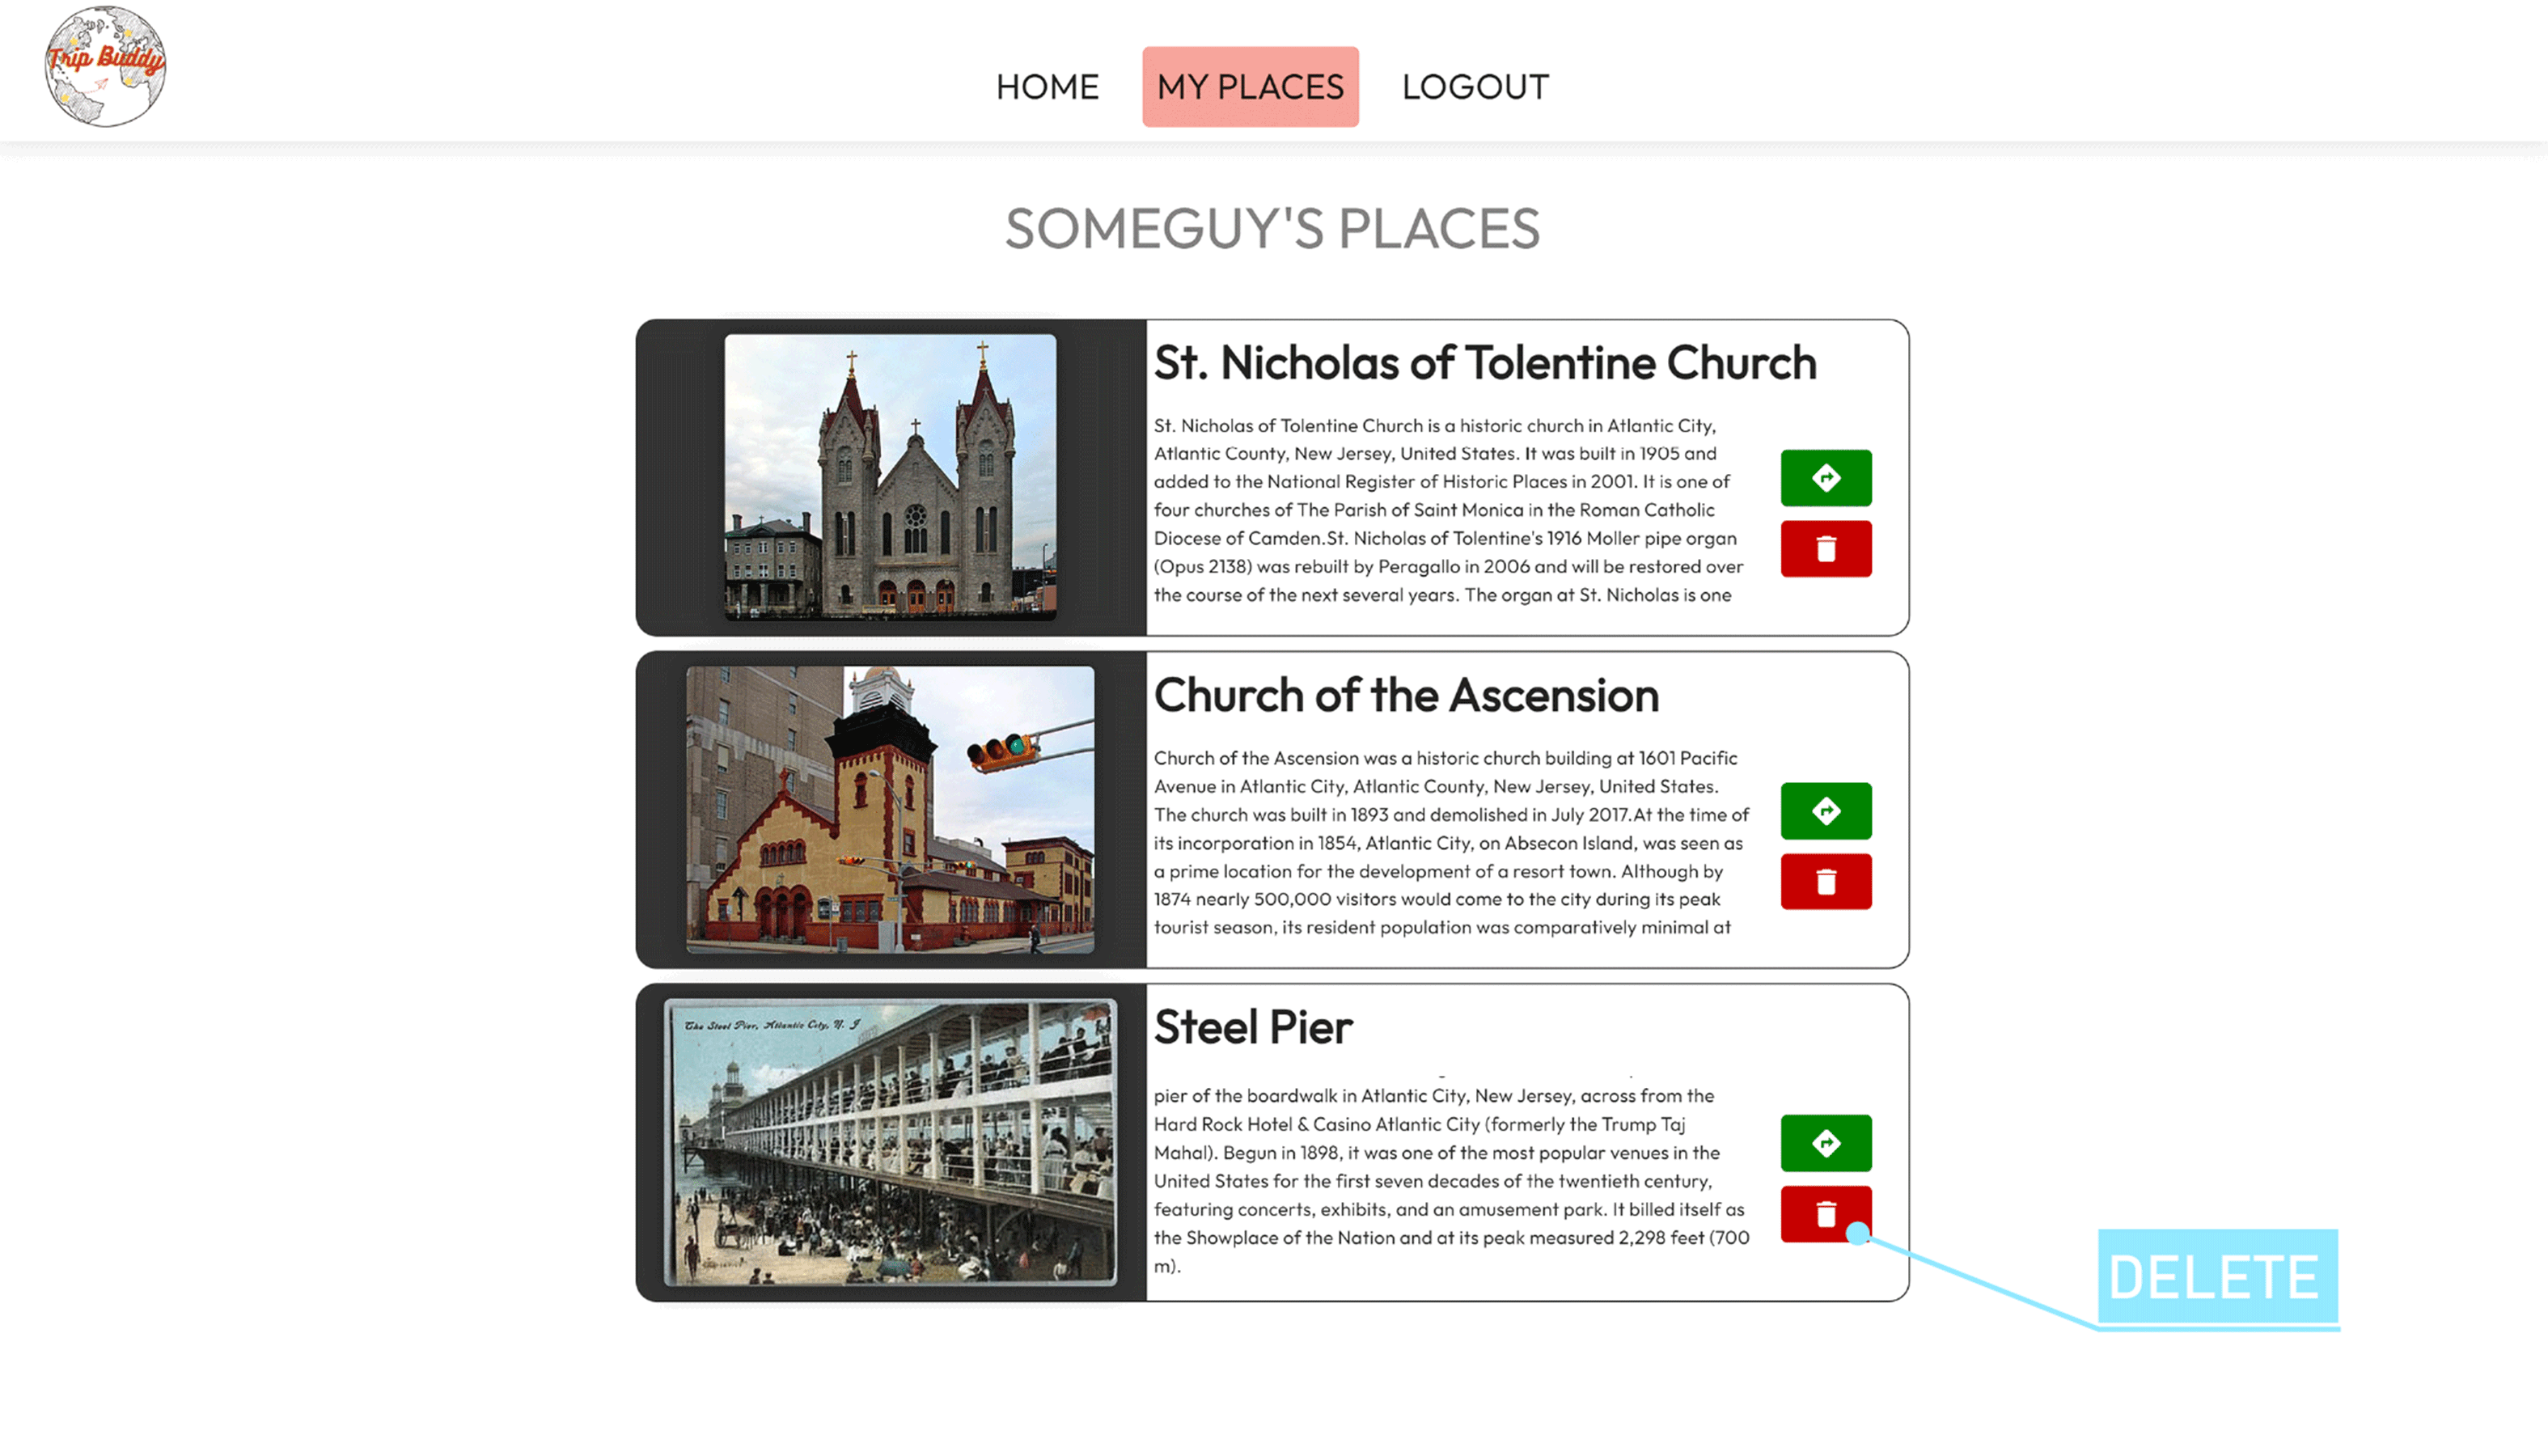 Trip Buddy
HOME MY PLACES LOGOUT
SOMEGUY'S PLACES
St. Nicholas of Tolentine Church
St. Nicholas of Tolentine Church is a historic church in Atlantic City,
Atlantic County, New Jersey, United States. It was built in 1905 and
added to the National Register of Historic Places in 2001. It is one of
four churches of The Parish of Saint Monica in the Roman Catholic
Diocese of Camden.St. Nicholas of Tolentine's 1916 Moller pipe organ
(Opus 2138) was rebuilt by Peragallo in 2006 and will be restored over
the course of the next several years. The organ at St. Nicholas is one
Church of the Ascension
Church of the Ascension was a historic church building at 1601 Pacific
Avenue in Atlantic City, Atlantic County, New Jersey, United States.
The church was built in 1893 and demolished in July 2017.At the time of
its incorporation in 1854, Atlantic City, on Absecon Island, was seen as
a prime location for the development of a resort town. Although by
1874 nearly 500,000 visitors would come to the city during its peak
tourist season, its resident population was comparatively minimal at
The Steel Pier, Atlantic City, N. J
Steel Pier
pier of the boardwalk in Atlantic City, New Jersey, across from the
Hard Rock Hotel & Casino Atlantic City (formerly the Trump Taj
Mahal). Begun in 1898, it was one of the most popular venues in the
United States for the first seven decades of the twentieth century,
featuring concerts, exhibits, and an amusement park. It billed itself as
the Showplace of the Nation and at its peak measured 2,298 feet (700
m).
DELETE